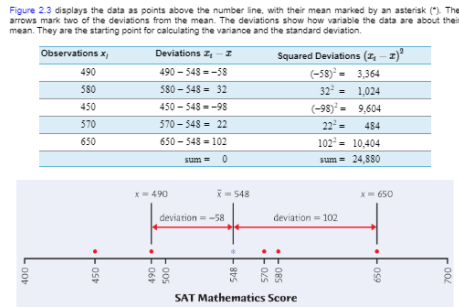 Figure 2.3 displays the data as points above the number line, with their mean marked by an asterisk (*). The
arrows mark two of the deviations from the mean. The deviations show how variable the data are about their
mean. They are the starting point for calculating the variance and the standard deviation.
Observations xᵢ Deviations xᵢ − x̄ Squared Deviations (xᵢ − x̄)²
490 490 – 548 = –58 (–58)² = 3,364
580 580 – 548 = 32 32² = 1,024
450 450 – 548 = –98 (–98)² = 9,604
570 570 – 548 = 22 22² = 484
650 650 – 548 = 102 102² = 10,404
sum = 0 sum = 24,880
x = 490 x̄ = 548 x = 650
deviation = –58 deviation = 102
*
400 450 490 500 548 570 580 650 700
SAT Mathematics Score